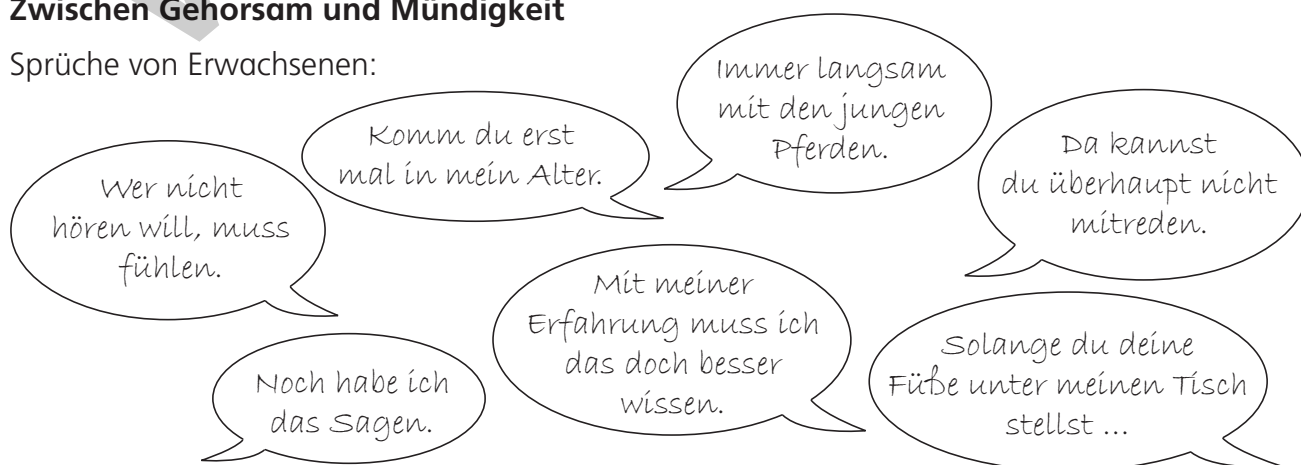 Zwischen Gehorsam und Mündigkeit
Sprüche von Erwachsenen:
Wer nicht
hören will, muss
fühlen.
Komm du erst
mal in mein Alter.
Immer langsam
mit den jungen
Pferden.
Da kannst
du überhaupt nicht
mitreden.
Noch habe ich
das Sagen.
Mit meiner
Erfahrung muss ich
das doch besser
wissen.
Solange du deine
Füße unter meinen Tisch
stellst ...